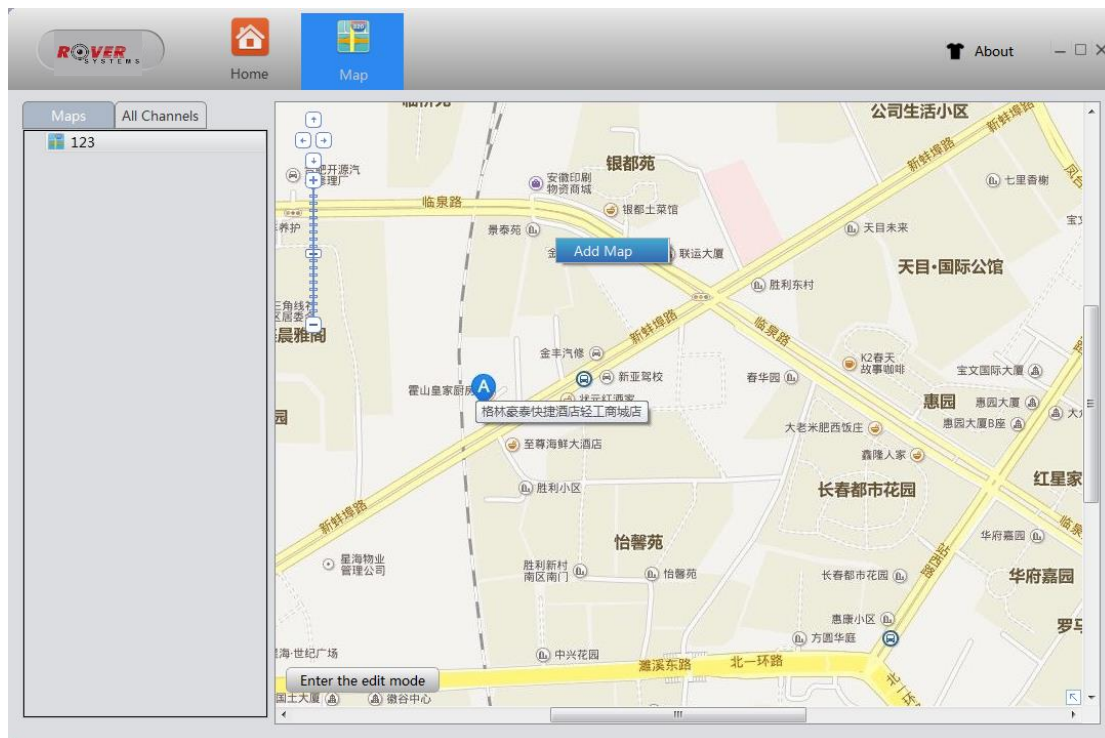 ROVER
SYSTEMS
Home
Map
About
Maps
All Channels
123
公司生活小区
新蚌埠路
银都苑
安徽印刷
物资商城
七里香榭
临泉路
银都土菜馆
景泰苑
天目未来
Add Map
联运大厦
天目·国际公馆
胜利东村
新蚌埠路
临泉路
金丰汽修
K2春天
故事咖啡
新亚驾校
春华园
宝文国际大厦
霍山皇家厨房
A
格林豪泰快捷酒店轻工商城店
惠园
惠园大厦
大老米肥西饭庄
惠园大厦B座
至尊海鲜大酒店
鑫隆人家
胜利小区
长春都市花园
红星家
新蚌埠路
怡馨苑
华府嘉园
星海物业
管理公司
胜利新村
南区南门
怡馨苑
站西路
长春都市花园
华府嘉园
惠康小区
方圆华庭
中兴花园
濉溪东路
北一环路
Enter the edit mode
国土大厦
徽谷中心